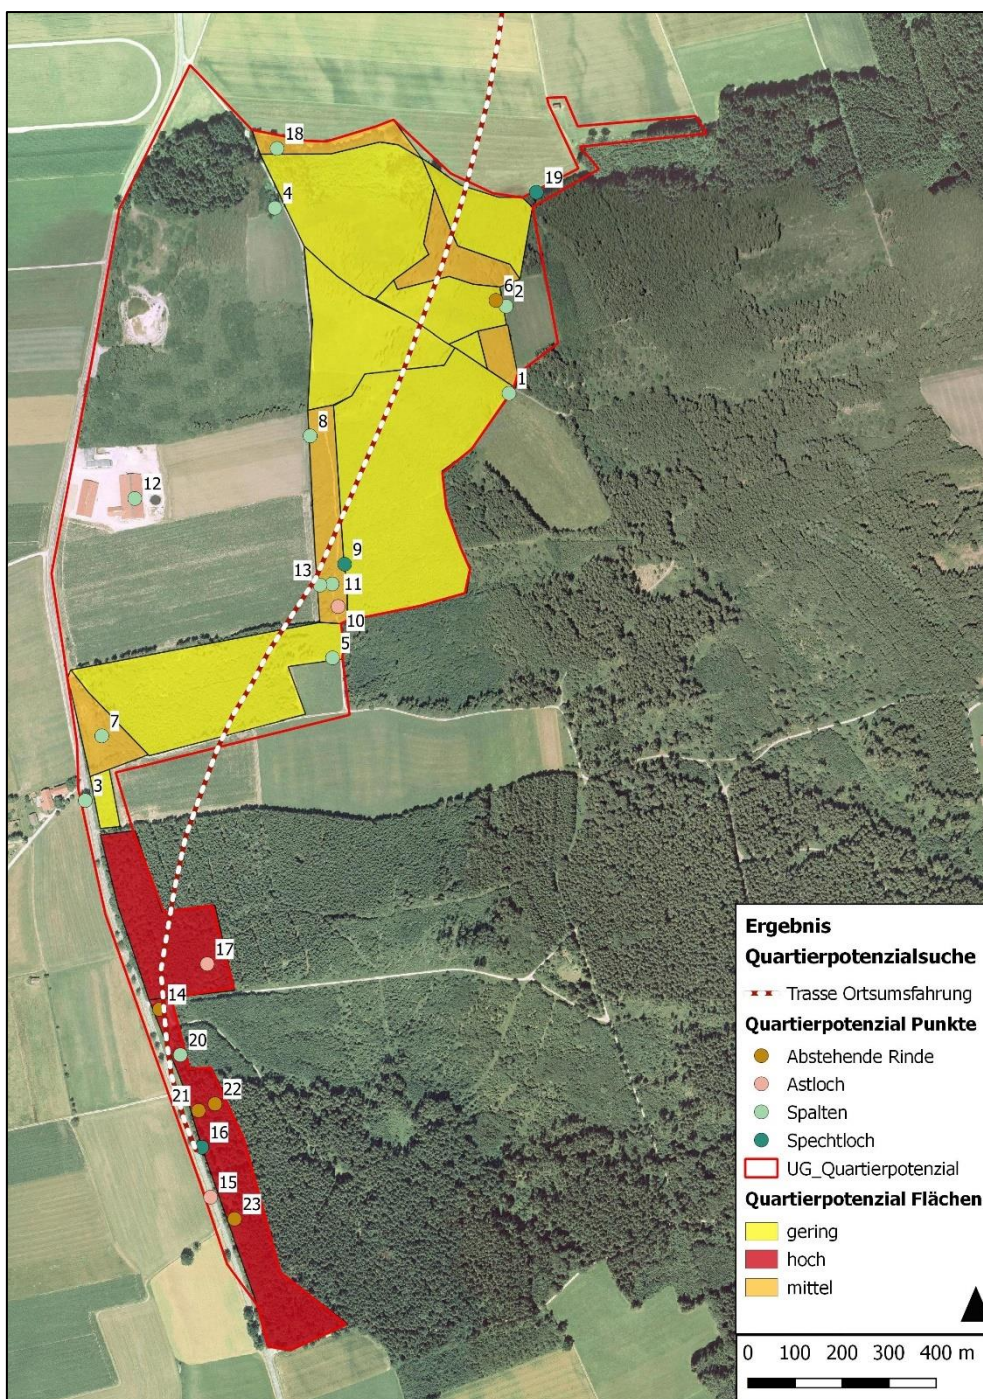 18
4
19
6
2
1
8
12
9
13
11
10
5
7
3
17
14
20
21
22
16
15
23
Ergebnis
Quartierpotenzialsuche
Trasse Ortsumsfahrung
Quartierpotenzial Punkte
Abstehende Rinde
Astloch
Spalten
Spechtloch
UG_Quartierpotenzial
Quartierpotenzial Flächen
gering
hoch
mittel
0 100 200 300 400 m